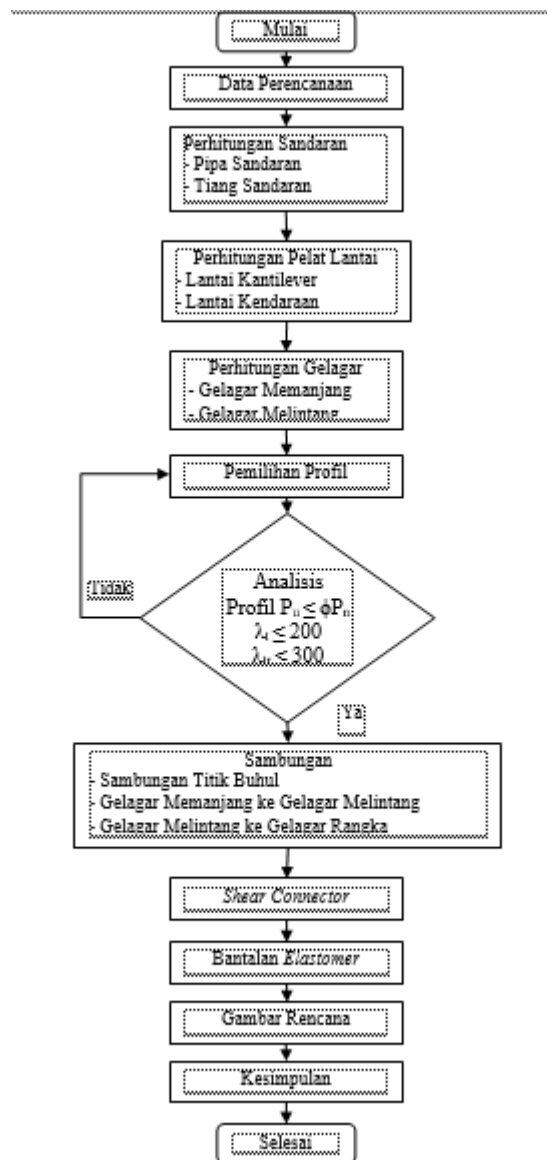 Mulai
Data Perencanaan
Perhitungan Sandaran
- Pipa Sandaran
- Tiang Sandaran
Perhitungan Pelat Lantai
- Lantai Kantilever
- Lantai Kendaraan
Perhitungan Gelagar
- Gelagar Memanjang
- Gelagar Melintang
Pemilihan Profil
Tidak
Analisis
Profil Pᵤ ≤ ϕPₙ
≤ 200
≤ 300
Ya
Sambungan
- Sambungan Titik Buhul
- Gelagar Memanjang ke Gelagar Melintang
- Gelagar Melintang ke Gelagar Rangka
Shear Connector
Bantalan Elastomer
Gambar Rencana
Kesimpulan
Selesai